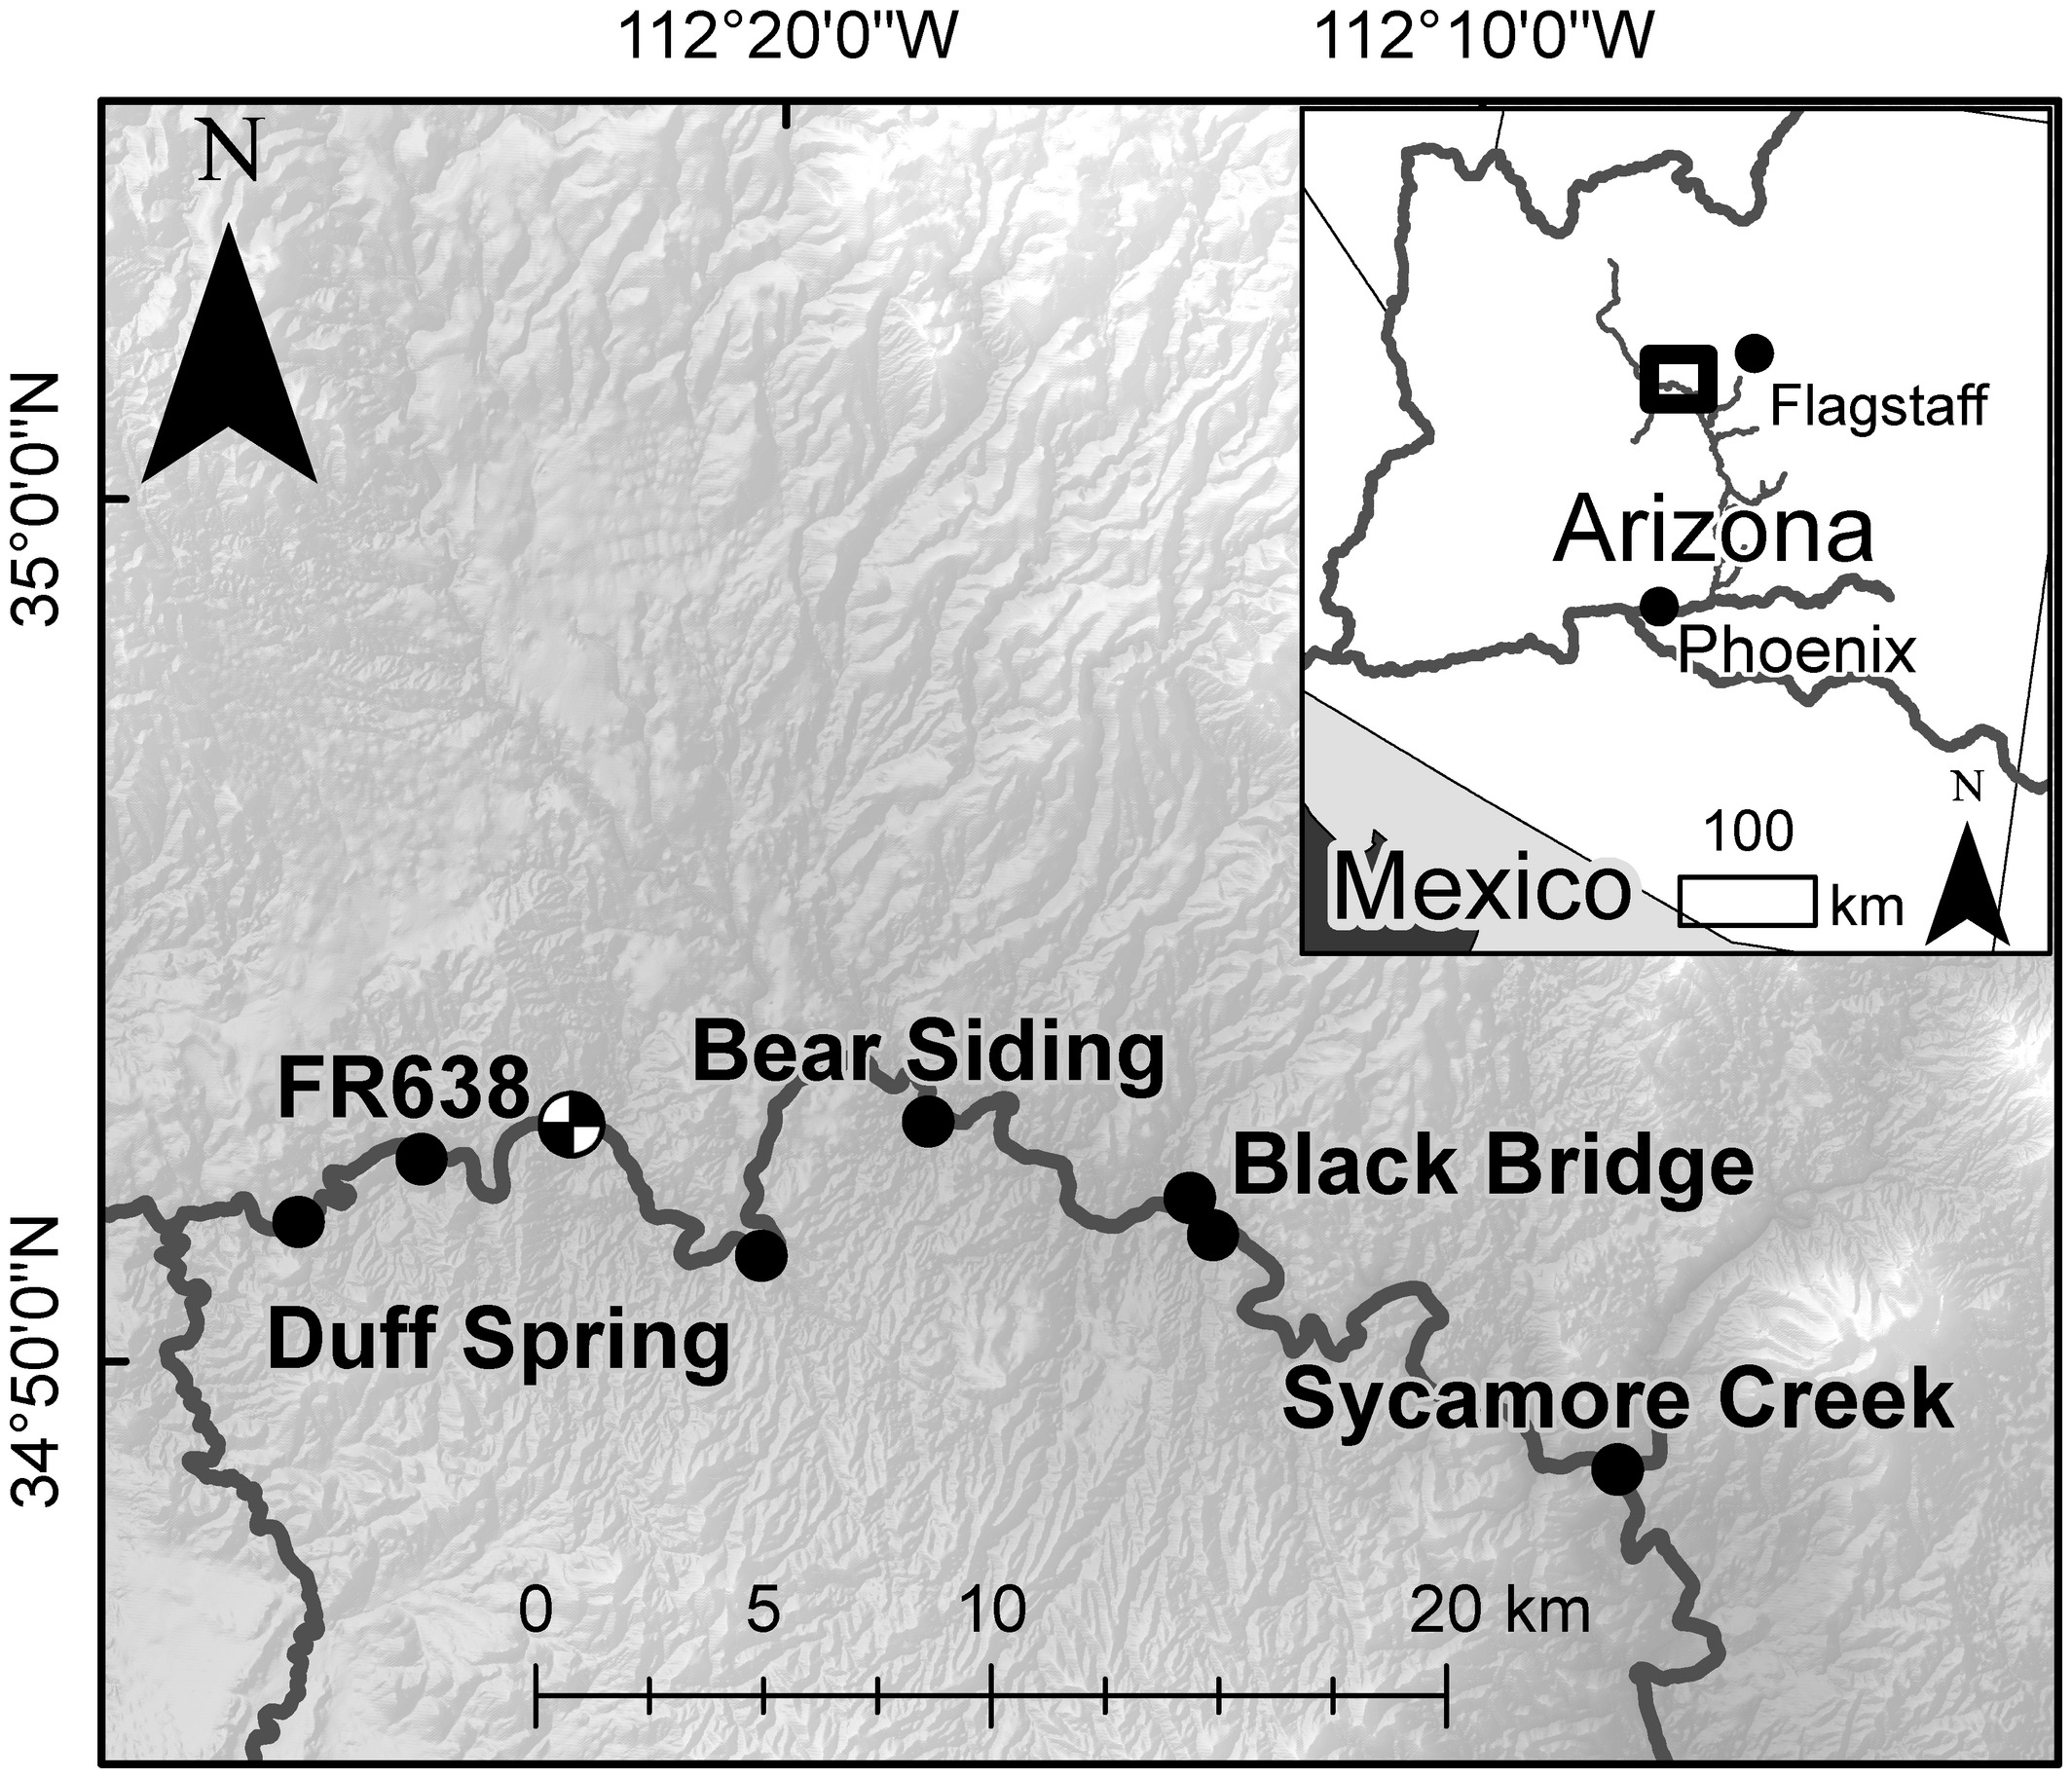 112°20'0"W
112°10'0"W
N
35°0'0"N
34°50'0"N
Flagstaff
Arizona
Phoenix
N
100
km
Mexico
Bear Siding
FR638
Black Bridge
Duff Spring
Sycamore Creek
0 5 10 20 km